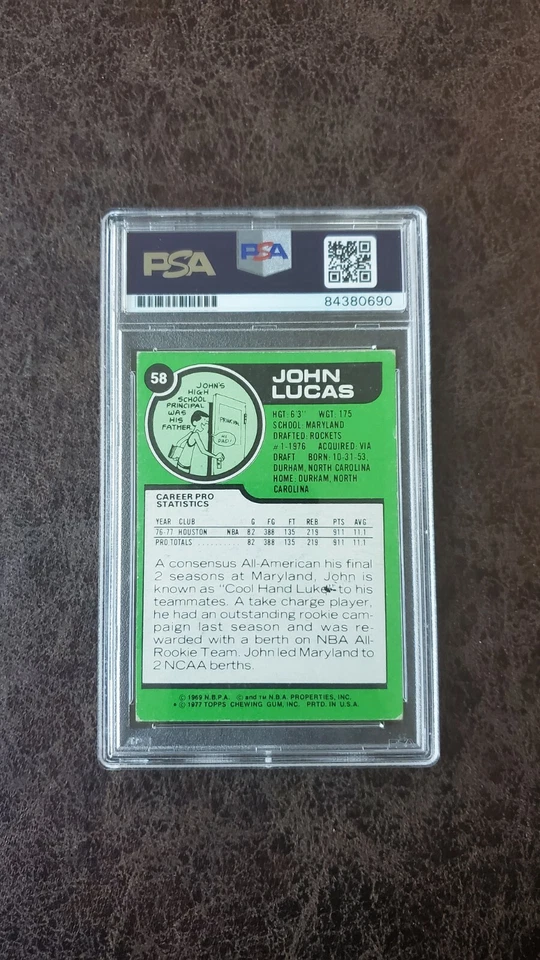 PSA
PSA
84380690
58
JOHN
LUCAS
JOHN'S
HIGH
SCHOOL
PRINCIPAL
WAS
HIS
FATHER
PRINCIPAL
HGT: 6'3" WGT: 175
SCHOOL: MARYLAND
DRAFTED: ROCKETS
#1-1976 ACQUIRED: VIA
DRAFT BORN: 10-31-53,
DURHAM, NORTH CAROLINA
HOME: DURHAM, NORTH
CAROLINA
CAREER PRO
STATISTICS
YEAR CLUB G FG FT REB PTS AVG
76-77 HOUSTON NBA 82 388 135 219 911 11.1
PRO TOTALS .......... 82 388 135 219 911 11.1
A consensus All-American his final
2 seasons at Maryland, John is
known as "Cool Hand Luke" to his
teammates. A take charge player,
he had an outstanding rookie cam-
paign last season and was re-
warded with a berth on NBA All-
Rookie Team. John led Maryland to
2 NCAA berths.
© 1969 N.B.P.A. © and TM N.B.A. PROPERTIES, INC.
* © 1977 TOPPS CHEWING GUM, INC. PRTD. IN U.S.A.